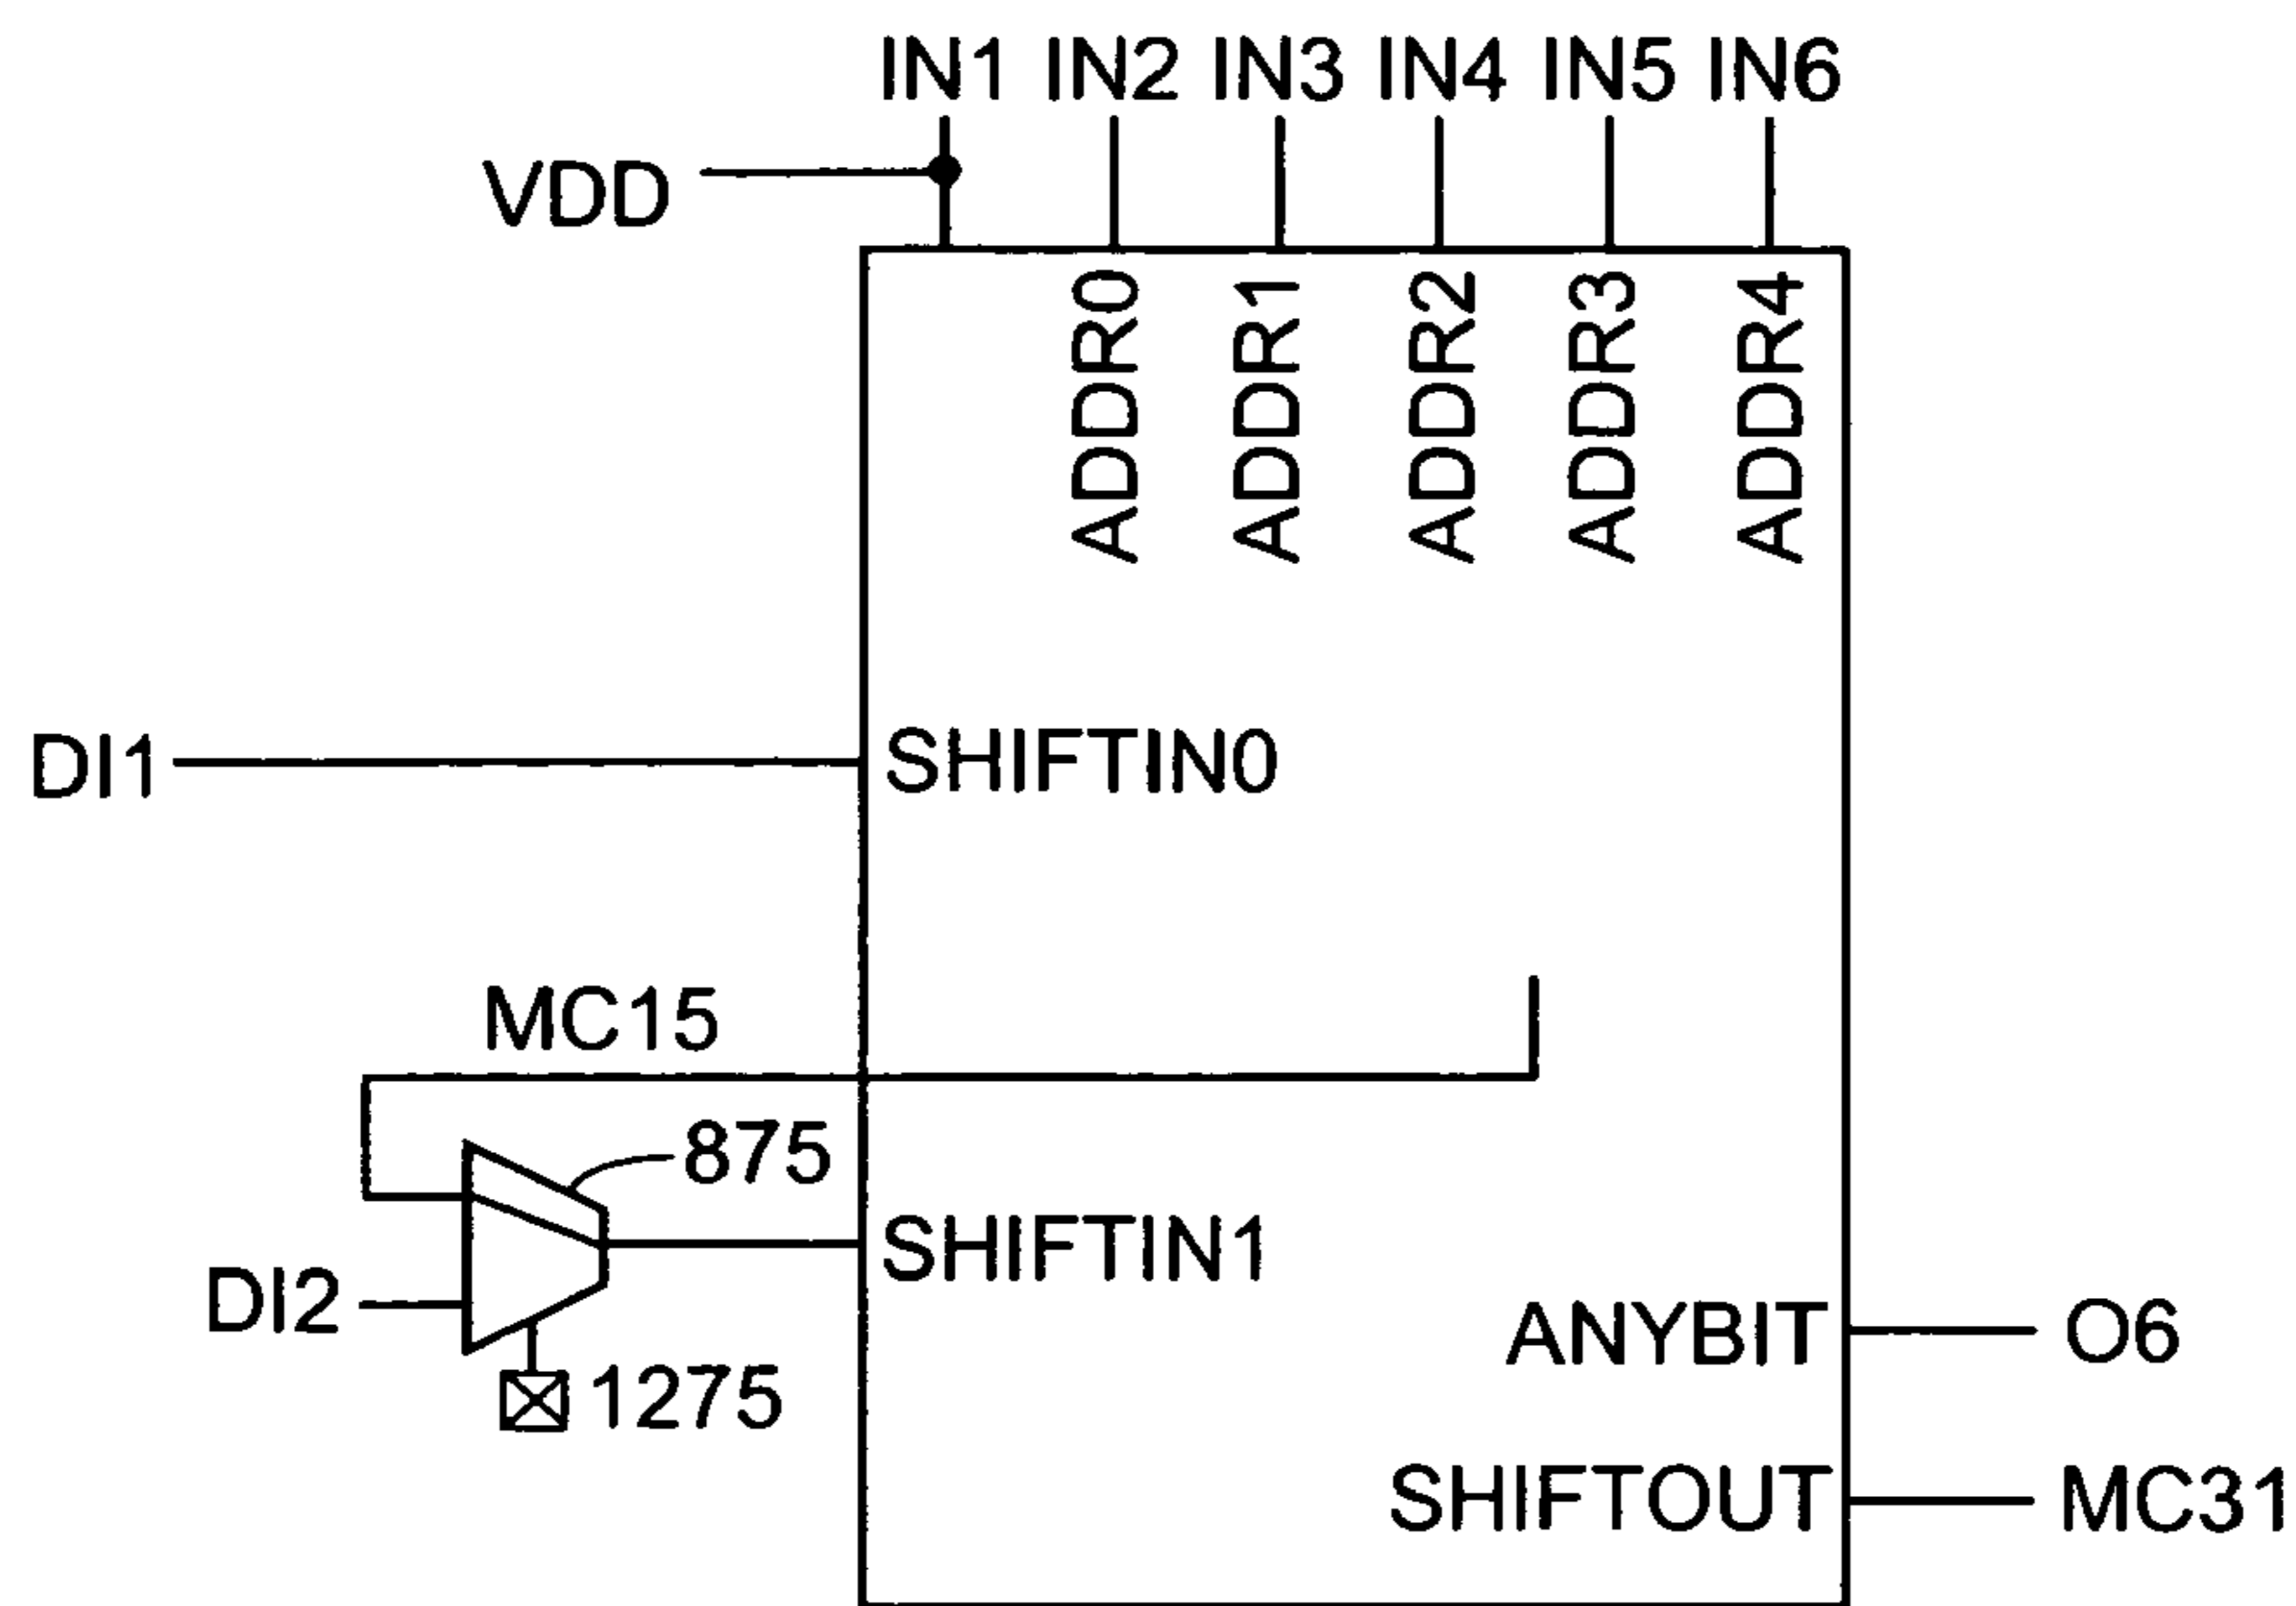 IN1 IN2 IN3 IN4 IN5 IN6
VDD
ADDR0
ADDR1
ADDR2
ADDR3
ADDR4
DI1
SHIFTIN0
MC15
875
SHIFTIN1
DI2
ANYBIT
O6
1275
SHIFTOUT
MC31